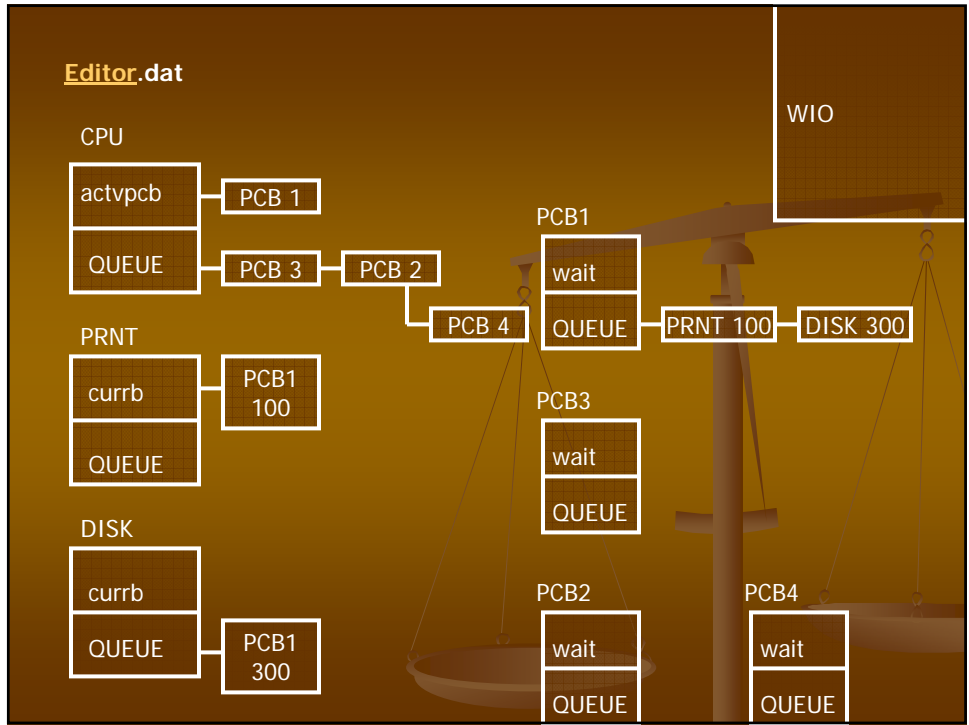 Editor.dat
WIO
CPU
actvpcb
PCB 1
QUEUE
PCB 3
PCB 2
PCB 4
PRNT
currb
PCB1
100
QUEUE
DISK
currb
QUEUE
PCB1
300
PCB1
wait
QUEUE
PRNT 100
DISK 300
PCB3
wait
QUEUE
PCB2
wait
QUEUE
PCB4
wait
QUEUE